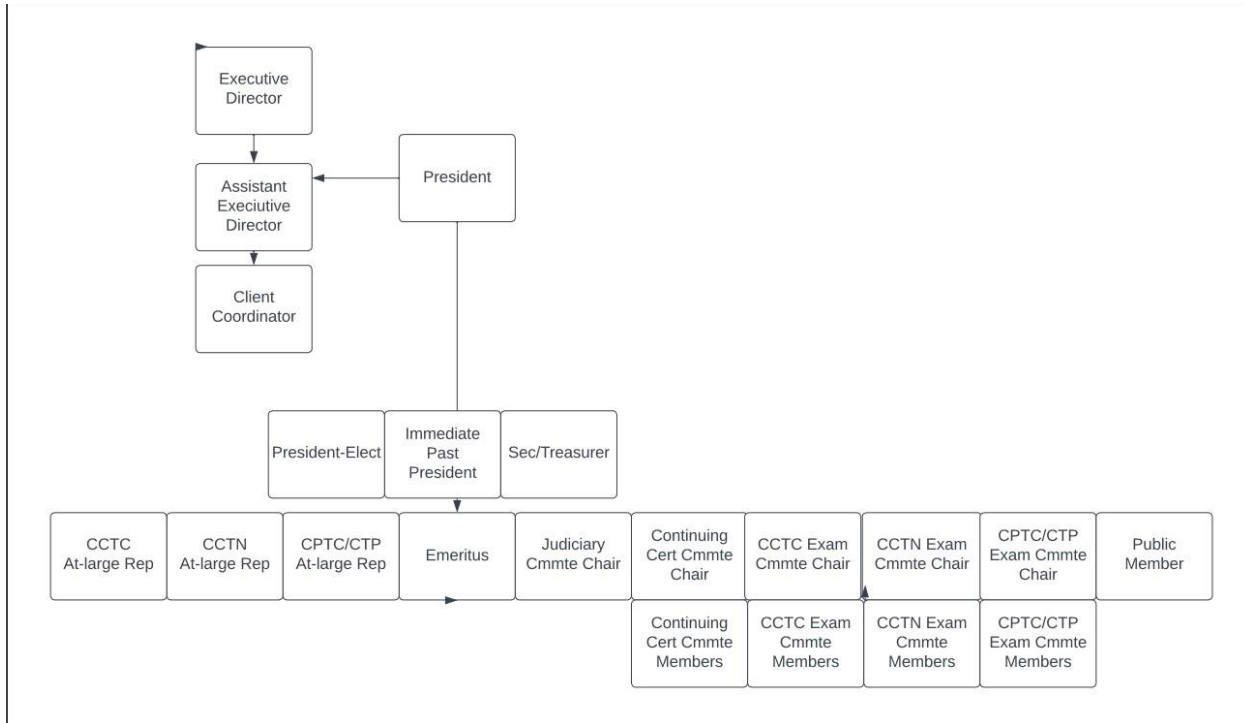 Executive
Director
Assistant
Execiutive
Director
President
Client
Coordinator
President-Elect
Immediate
Past
President
Sec/Treasurer
CCTC
At-large Rep
CCTN
At-large Rep
CPTC/CTP
At-large Rep
Emeritus
Judiciary
Cmmte Chair
Continuing
Cert Cmmte
Chair
CCTC Exam
Cmmte Chair
CCTN Exam
Cmmte Chair
CPTC/CTP
Exam Cmmte
Chair
Public
Member
Continuing
Cert Cmmte
Members
CCTC Exam
Cmmte
Members
CCTN Exam
Cmmte
Members
CPTC/CTP
Exam Cmmte
Members